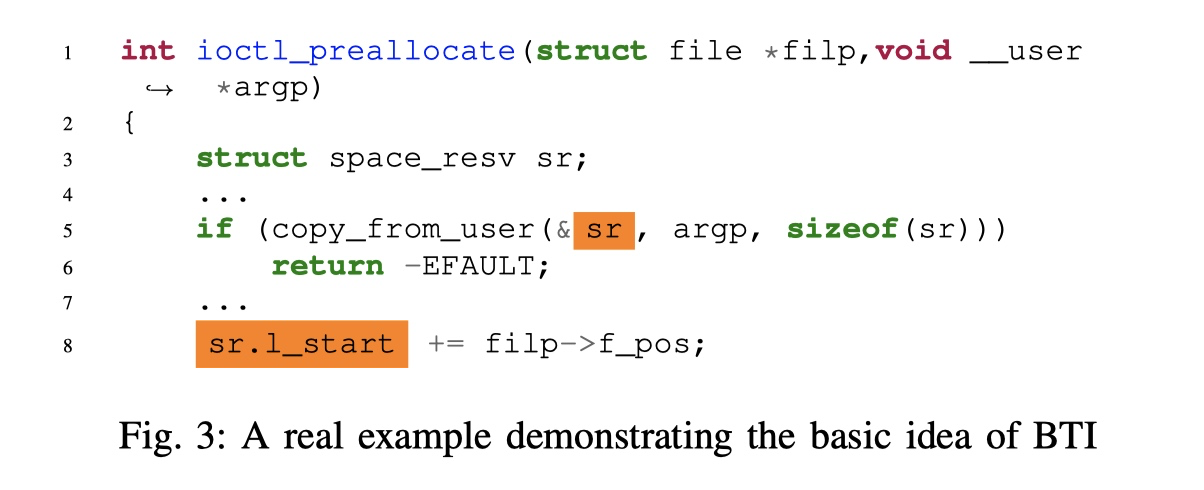 1 int ioctl_preallocate(struct file *filp,void __user
↪ *argp)
2 {
3 struct space_resv sr;
4 ...
5 if (copy_from_user(&sr, argp, sizeof(sr)))
6 return -EFAULT;
7 ...
8 sr.l_start += filp->f_pos;
Fig. 3: A real example demonstrating the basic idea of BTI